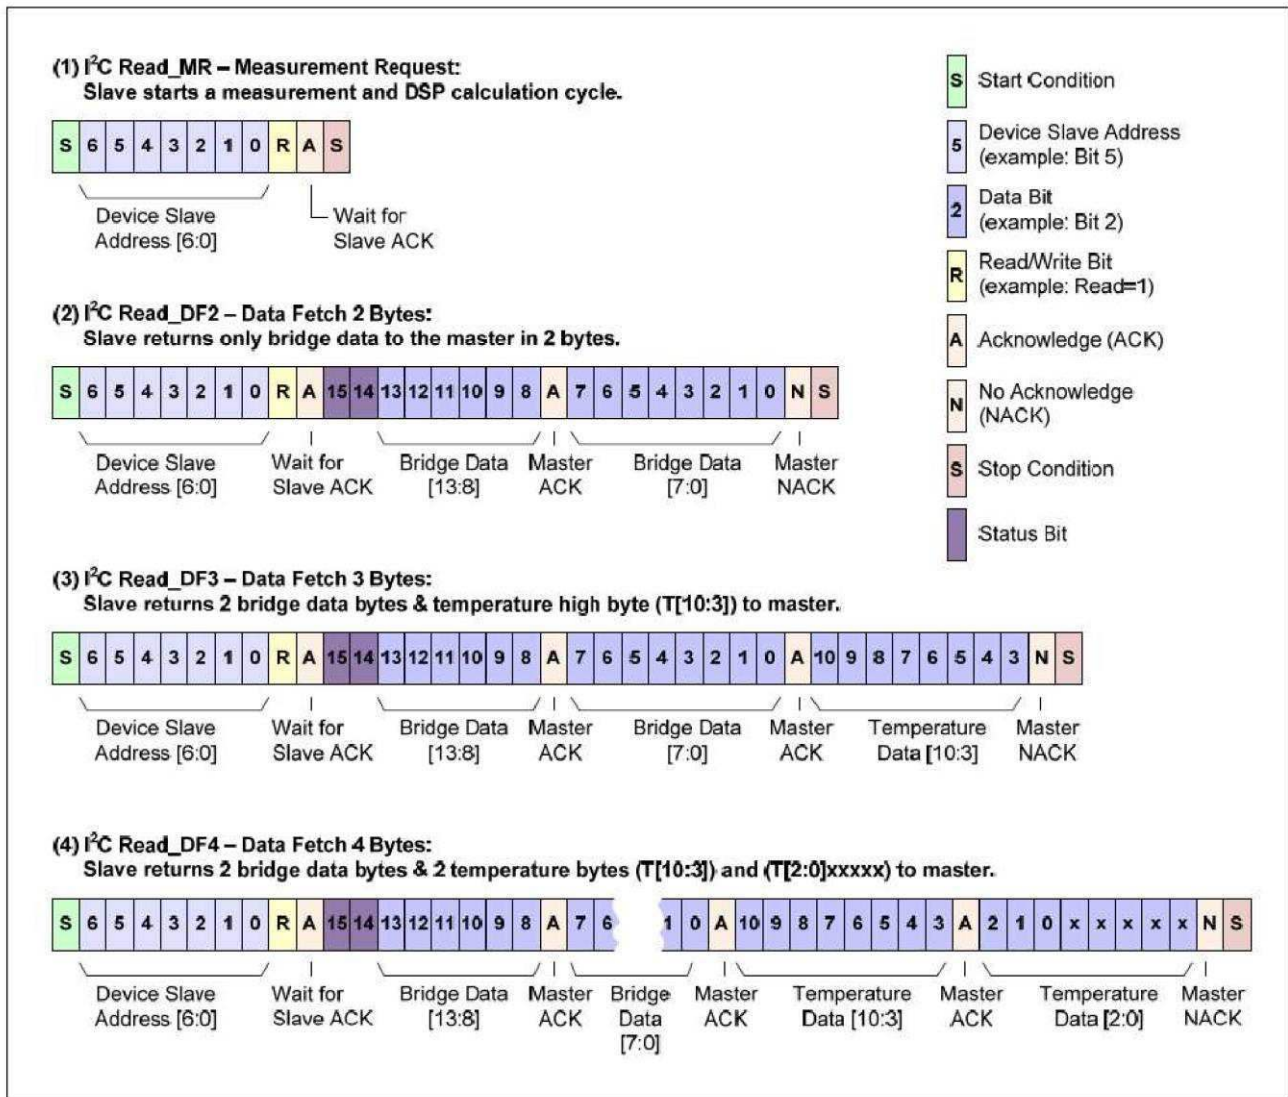 (1) I²C Read_MR – Measurement Request:
Slave starts a measurement and DSP calculation cycle.
S 6 5 4 3 2 1 0 R A S
Device Slave
Address [6:0]
Wait for
Slave ACK
S Start Condition
5 Device Slave Address
(example: Bit 5)
2 Data Bit
(example: Bit 2)
R Read/Write Bit
(example: Read=1)
A Acknowledge (ACK)
N No Acknowledge
(NACK)
S Stop Condition
Status Bit
(2) I²C Read_DF2 – Data Fetch 2 Bytes:
Slave returns only bridge data to the master in 2 bytes.
S 6 5 4 3 2 1 0 R A 15 14 13 12 11 10 9 8 A 7 6 5 4 3 2 1 0 N S
Device Slave Wait for Bridge Data Master Bridge Data Master
Address [6:0] Slave ACK [13:8] ACK [7:0] NACK
(3) I²C Read_DF3 – Data Fetch 3 Bytes:
Slave returns 2 bridge data bytes & temperature high byte (T[10:3]) to master.
S 6 5 4 3 2 1 0 R A 15 14 13 12 11 10 9 8 A 7 6 5 4 3 2 1 0 A 10 9 8 7 6 5 4 3 N S
Device Slave Wait for Bridge Data Master Bridge Data Master Temperature Master
Address [6:0] Slave ACK [13:8] ACK [7:0] ACK Data [10:3] NACK
(4) I²C Read_DF4 – Data Fetch 4 Bytes:
Slave returns 2 bridge data bytes & 2 temperature bytes (T[10:3]) and (T[2:0]xxxxx) to master.
S 6 5 4 3 2 1 0 R A 15 14 13 12 11 10 9 8 A 7 6 1 0 A 10 9 8 7 6 5 4 3 A 2 1 0 x x x x x N S
Device Slave Wait for Bridge Data Master Bridge Master Temperature Master Temperature Master
Address [6:0] Slave ACK [13:8] ACK Data ACK Data [10:3] ACK Data [2:0] NACK
[7:0]